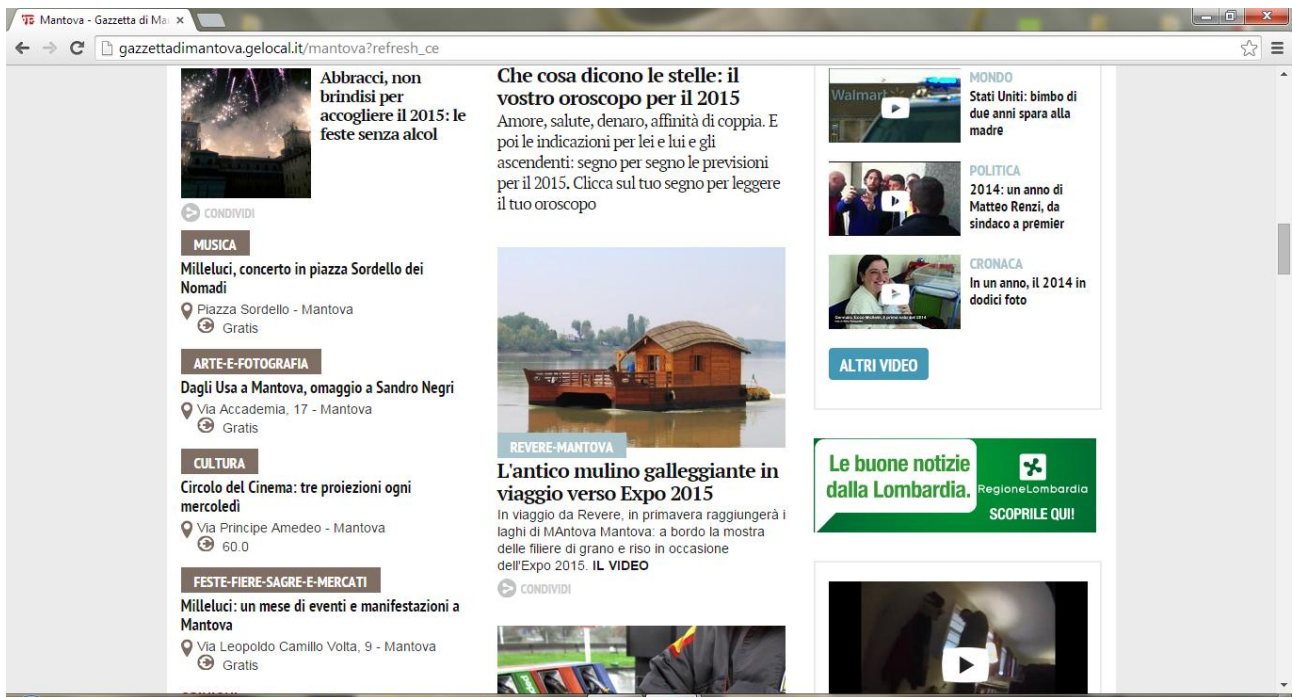 Mantova - Gazzetta di Ma
gazzettadimantova.gelocal.it/mantova?refresh_ce
Abbracci, non
brindisi per
accogliere il 2015: le
feste senza alcol
CONDIVIDI
MUSICA
Milleluci, concerto in piazza Sordello dei
Nomadi
Piazza Sordello - Mantova
Gratis
ARTE-E-FOTOGRAFIA
Dagli Usa a Mantova, omaggio a Sandro Negri
Via Accademia, 17 - Mantova
Gratis
CULTURA
Circolo del Cinema: tre proiezioni ogni
mercoledì
Via Principe Amedeo - Mantova
60.0
FESTE-FIERE-SAGRE-E-MERCATI
Milleluci: un mese di eventi e manifestazioni a
Mantova
Via Leopoldo Camillo Volta, 9 - Mantova
Gratis
Che cosa dicono le stelle: il
vostro oroscopo per il 2015
Amore, salute, denaro, affinità di coppia. E
poi le indicazioni per lei e lui e gli
ascendenti: segno per segno le previsioni
per il 2015. Clicca sul tuo segno per leggere
il tuo oroscopo
REVERE-MANTOVA
L'antico mulino galleggiante in
viaggio verso Expo 2015
In viaggio da Revere, in primavera raggiungerà i
laghi di MAntova Mantova: a bordo la mostra
delle filiere di grano e riso in occasione
dell'Expo 2015. IL VIDEO
CONDIVIDI
Walmart
MONDO
Stati Uniti: bimbo di
due anni spara alla
madre
POLITICA
2014: un anno di
Matteo Renzi, da
sindaco a premier
CRONACA
In un anno, il 2014 in
dodici foto
ALTRI VIDEO
Le buone notizie
dalla Lombardia.
RegioneLombardia
SCOPRILE QUI!